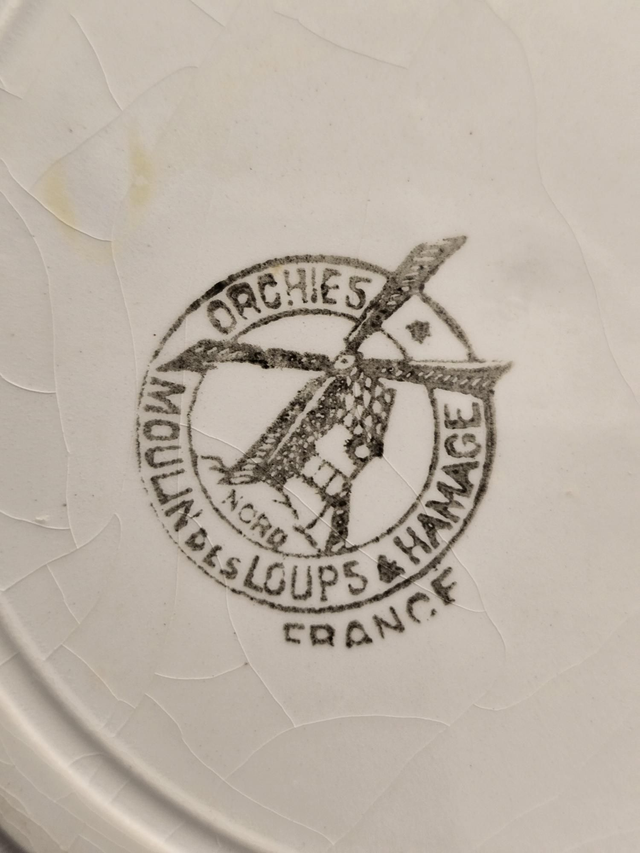 ORCHIES
MOULIN DES LOUPS & HAMAGE
NORD
FRANCE